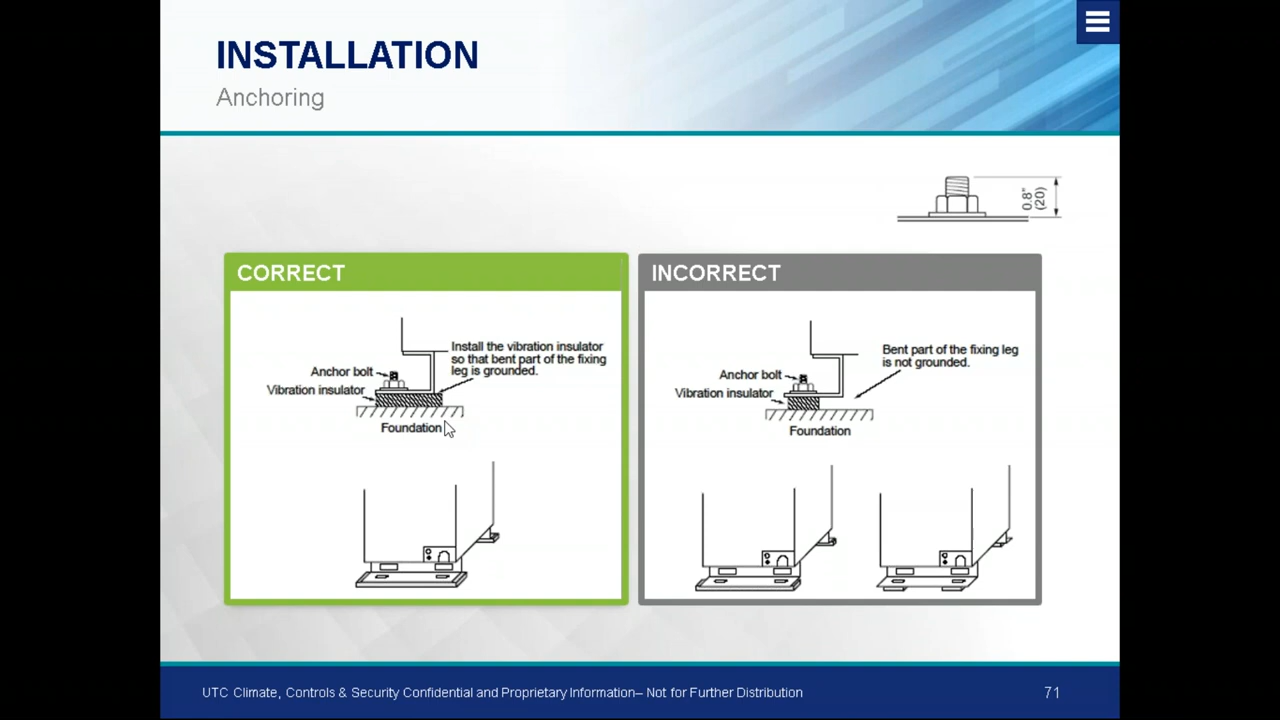 INSTALLATION
Anchoring
0.8"
(20)
CORRECT
Install the vibration insulator
so that bent part of the fixing
leg is grounded.
Anchor bolt
Vibration insulator
Foundation
INCORRECT
Bent part of the fixing leg
is not grounded.
Anchor bolt
Vibration insulator
Foundation
UTC Climate, Controls & Security Confidential and Proprietary Information– Not for Further Distribution
71